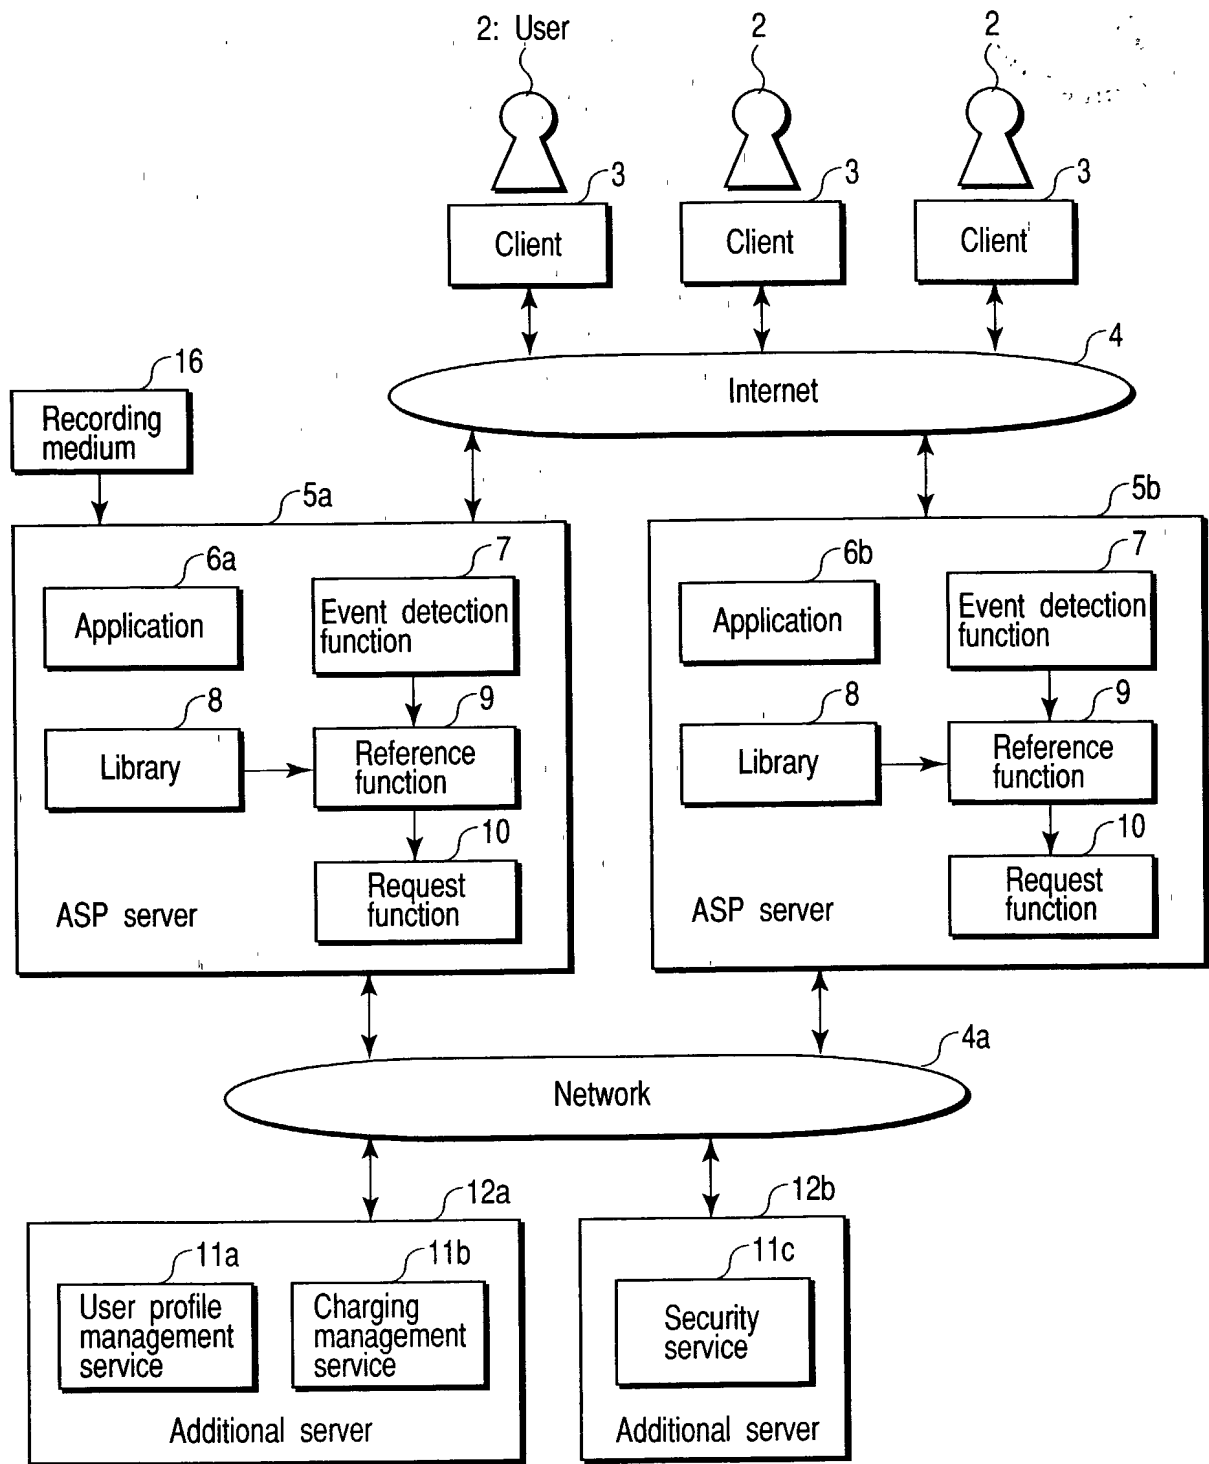 2: User
2
2
3
3
3
Client
Client
Client
4
Internet
16
Recording
medium
5a
5b
6a
Application
7
Event detection
function
8
Library
9
Reference
function
10
Request
function
ASP server
6b
Application
7
Event detection
function
8
Library
9
Reference
function
10
Request
function
ASP server
4a
Network
12a
11a
User profile
management
service
11b
Charging
management
service
Additional server
12b
11c
Security
service
Additional server